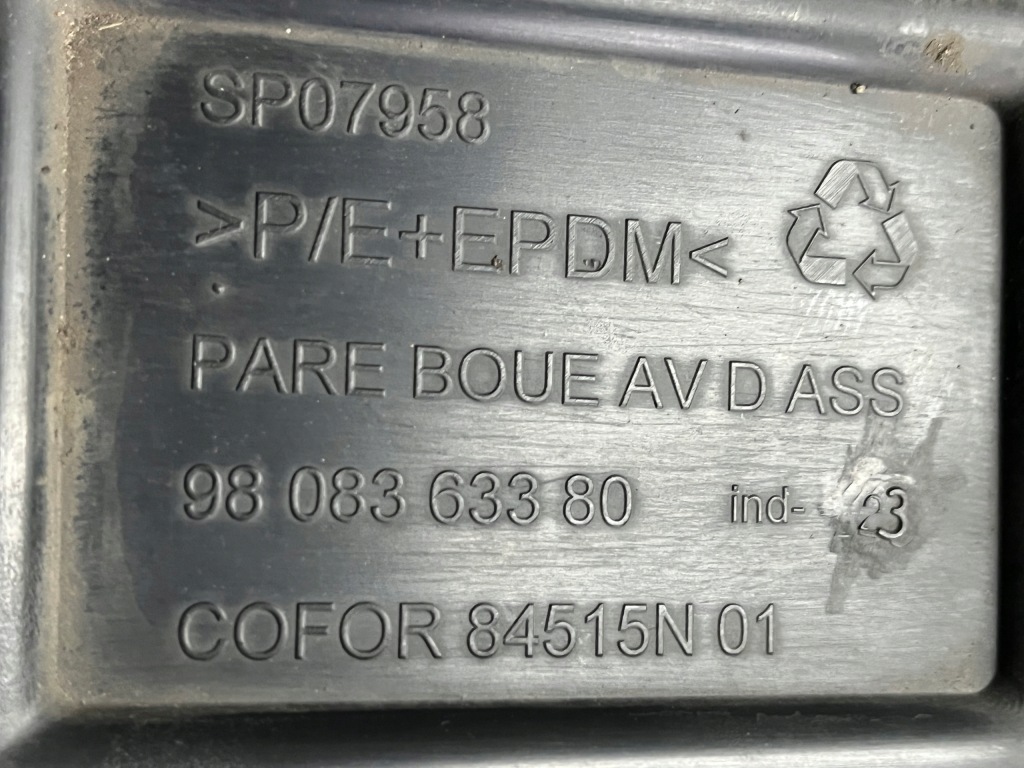 SP07958
>P/E+EPDM<
PARE BOUE AV D ASS
98 083 633 80 ind-
COFOR 84515N 01